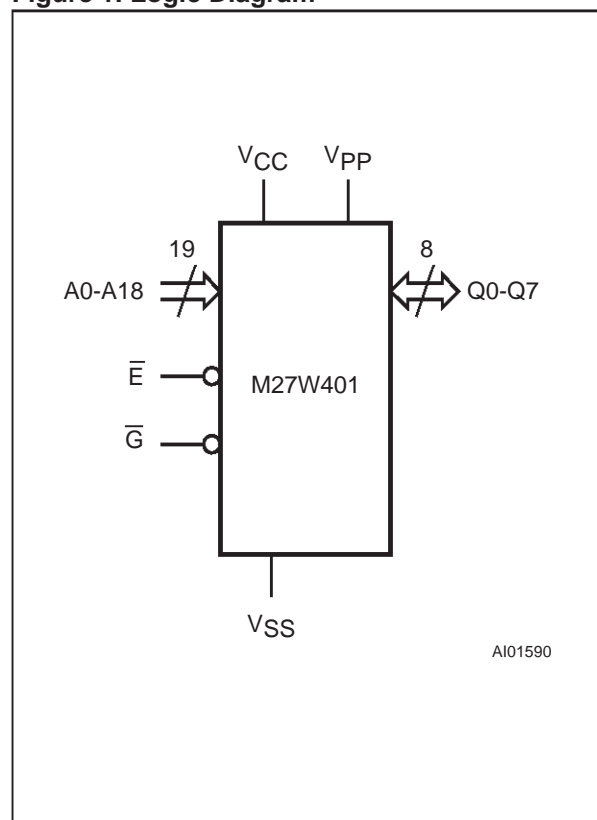 Figure 1. Logic Diagram
VCC VPP
19 8
A0-A18 Q0-Q7
E
M27W401
G
VSS
AI01590